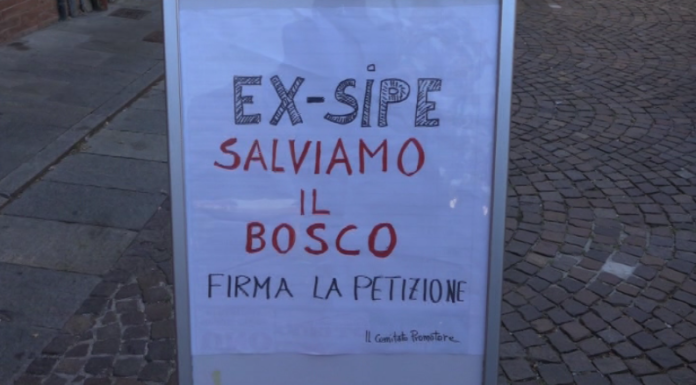 EX-SiPE
SALVIAMO
IL
BOSCO
FIRMA LA PETIZIONE
Il Comitato Promotore